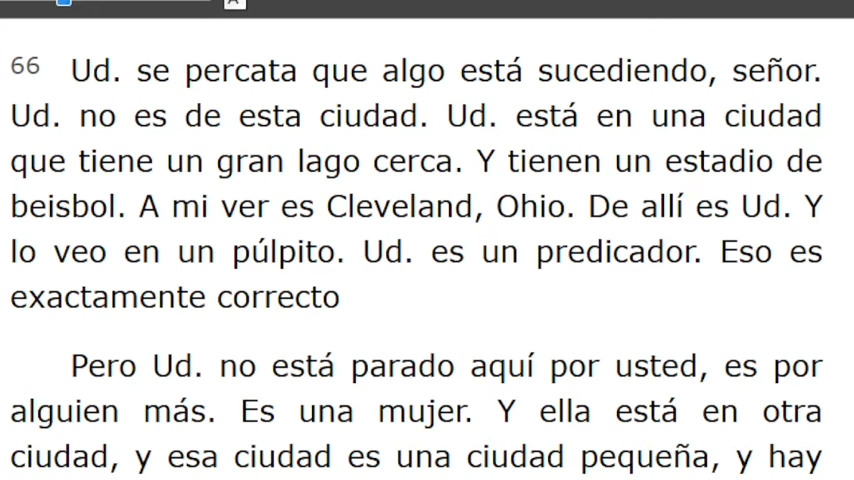 A
66 Ud. se percata que algo está sucediendo, señor.
Ud. no es de esta ciudad. Ud. está en una ciudad
que tiene un gran lago cerca. Y tienen un estadio de
beisbol. A mi ver es Cleveland, Ohio. De allí es Ud. Y
lo veo en un púlpito. Ud. es un predicador. Eso es
exactamente correcto
Pero Ud. no está parado aquí por usted, es por
alguien más. Es una mujer. Y ella está en otra
ciudad, y esa ciudad es una ciudad pequeña, y hay